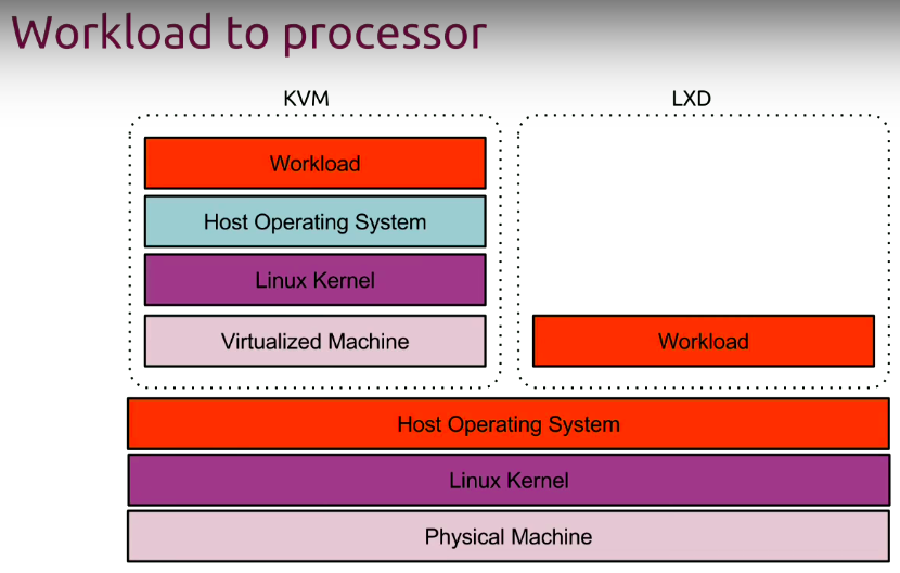 Workload to processor
KVM
LXD
Workload
Host Operating System
Linux Kernel
Virtualized Machine
Workload
Host Operating System
Linux Kernel
Physical Machine